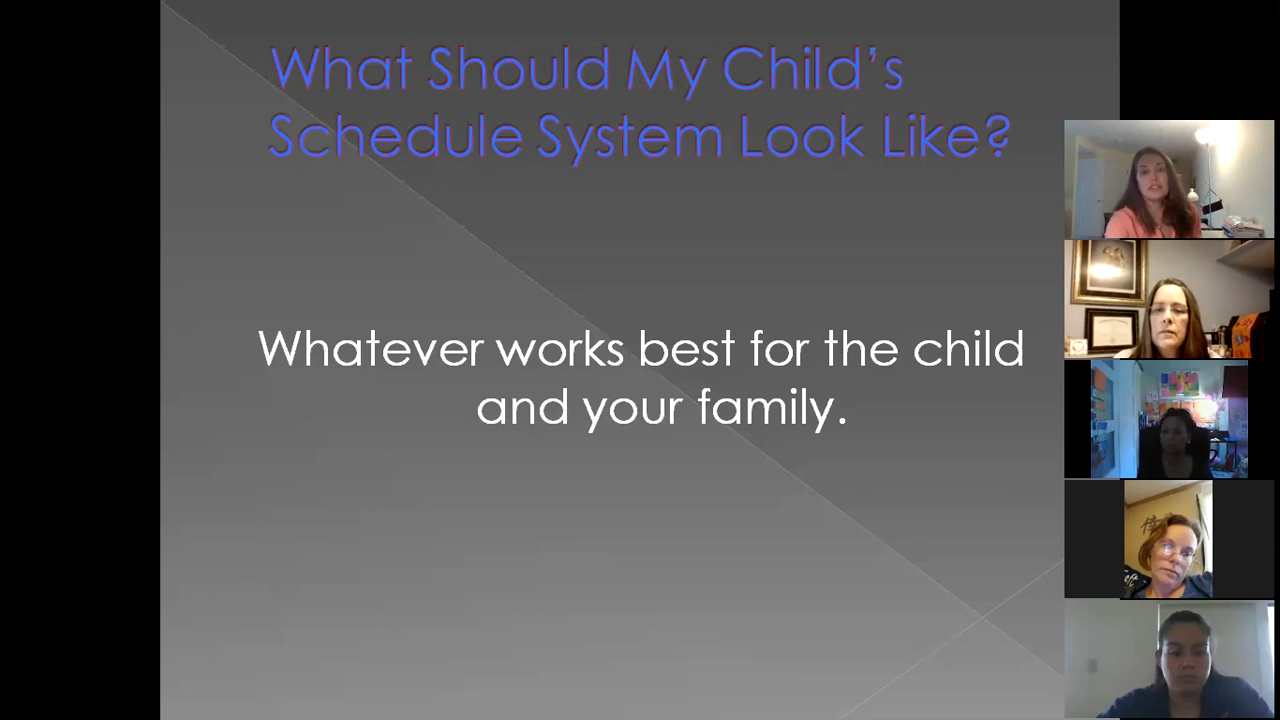 What Should My Child's
Schedule System Look Like?
Whatever works best for the child
and your family.